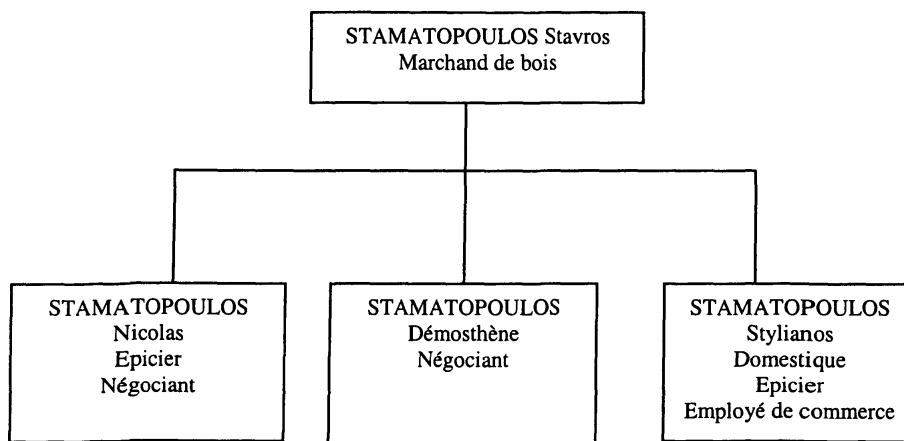 STAMATOPOULOS Stavros
Marchand de bois
STAMATOPOULOS
Nicolas
Epicier
Négociant
STAMATOPOULOS
Démosthène
Négociant
STAMATOPOULOS
Stylianos
Domestique
Epicier
Employé de commerce